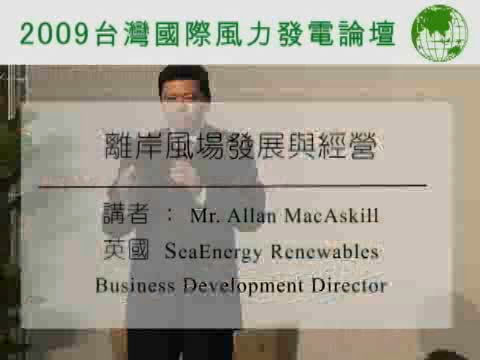 2009台灣國際風力發電論壇
離岸風場發展與經營
講者 : Mr. Allan MacAskill
英國 SeaEnergy Renewables
Business Development Director